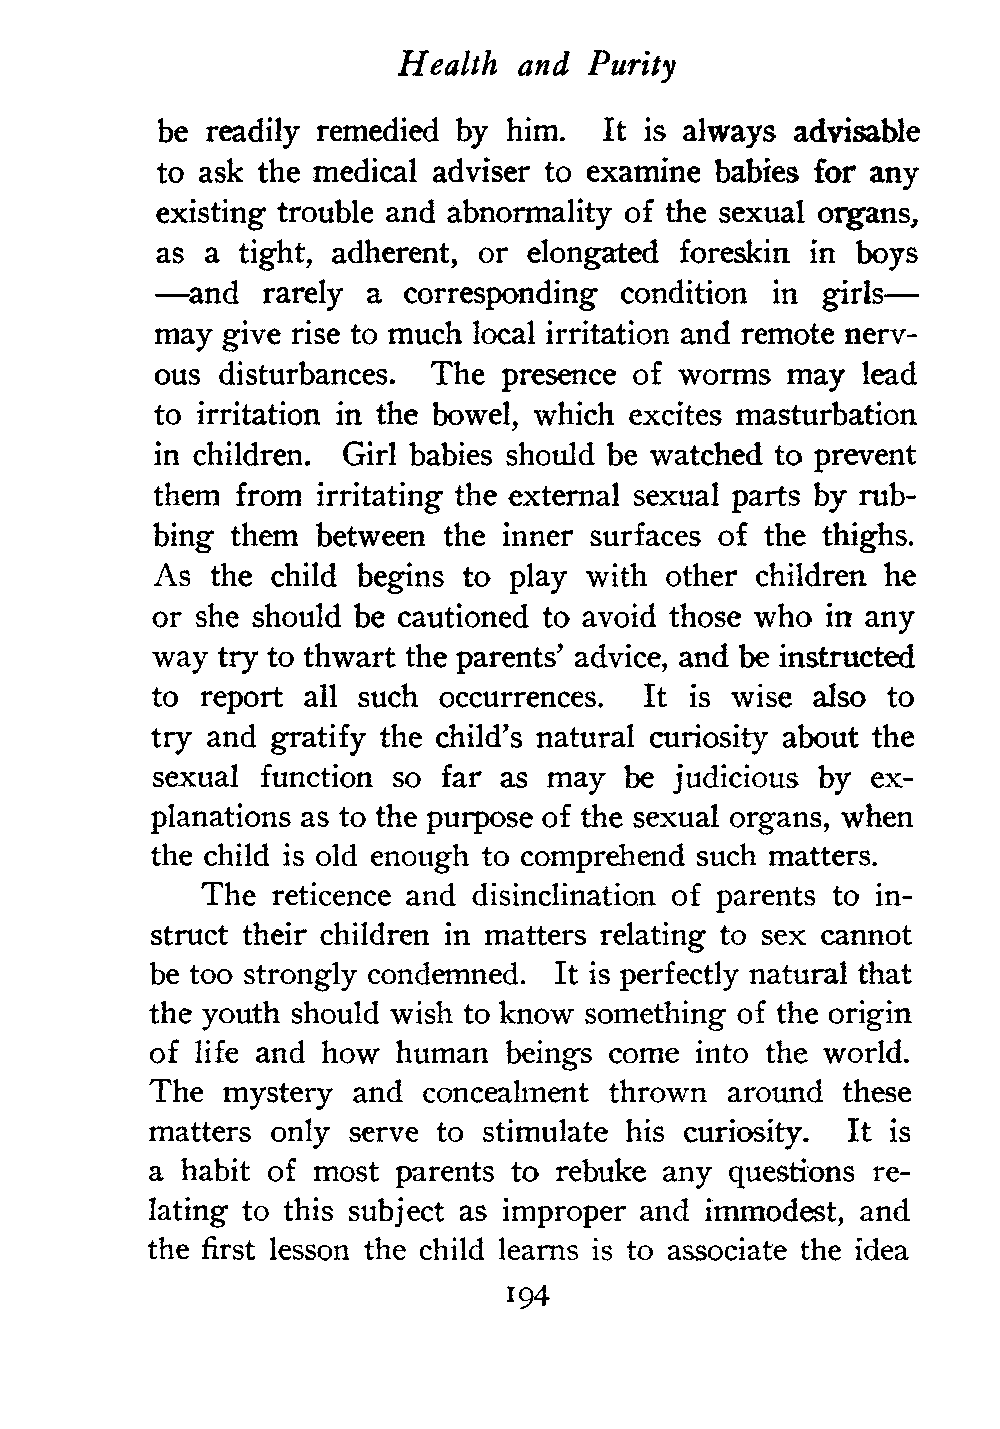 Health and Purity
be readily remedied by him. It is always advisable
to ask the medical adviser to examine babies for any
existing trouble and abnormality of the sexual organs,
as a tight, adherent, or elongated foreskin in boys
—and rarely a corresponding condition in girls—
may give rise to much local irritation and remote nerv-
ous disturbances. The presence of worms may lead
to irritation in the bowel, which excites masturbation
in children. Girl babies should be watched to prevent
them from irritating the external sexual parts by rub-
bing them between the inner surfaces of the thighs.
As the child begins to play with other children he
or she should be cautioned to avoid those who in any
way try to thwart the parents' advice, and be instructed
to report all such occurrences. It is wise also to
try and gratify the child's natural curiosity about the
sexual function so far as may be judicious by ex-
planations as to the purpose of the sexual organs, when
the child is old enough to comprehend such matters.
The reticence and disinclination of parents to in-
struct their children in matters relating to sex cannot
be too strongly condemned. It is perfectly natural that
the youth should wish to know something of the origin
of life and how human beings come into the world.
The mystery and concealment thrown around these
matters only serve to stimulate his curiosity. It is
a habit of most parents to rebuke any questions re-
lating to this subject as improper and immodest, and
the first lesson the child learns is to associate the idea
194